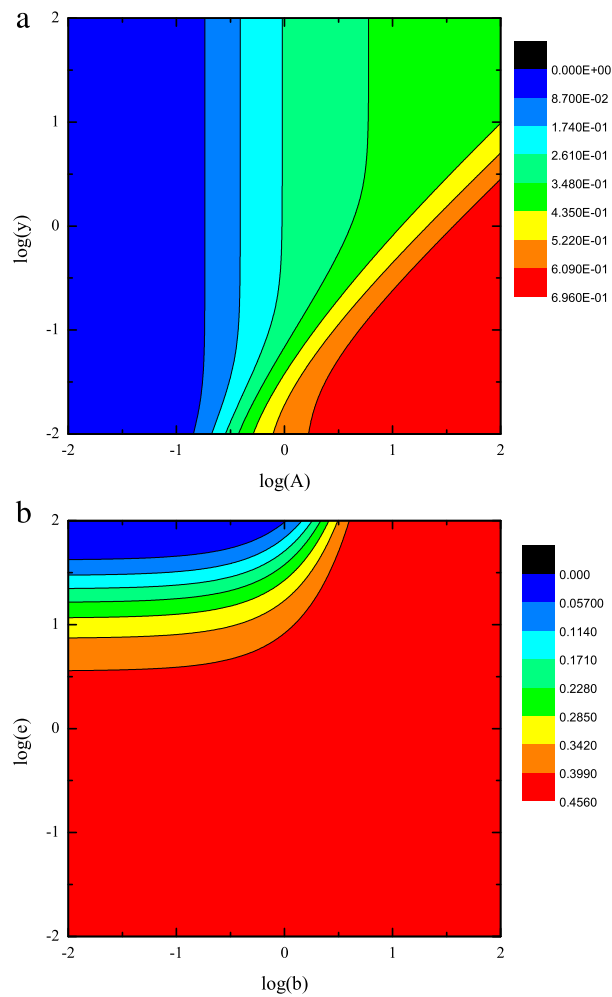 a
2
1
0
-1
-2
log(y)
-2
-1
0
1
2
log(A)
0.000E+00
8.700E-02
1.740E-01
2.610E-01
3.480E-01
4.350E-01
5.220E-01
6.090E-01
6.960E-01
b
2
1
0
-1
-2
log(e)
-2
-1
0
1
2
log(b)
0.000
0.05700
0.1140
0.1710
0.2280
0.2850
0.3420
0.3990
0.4560